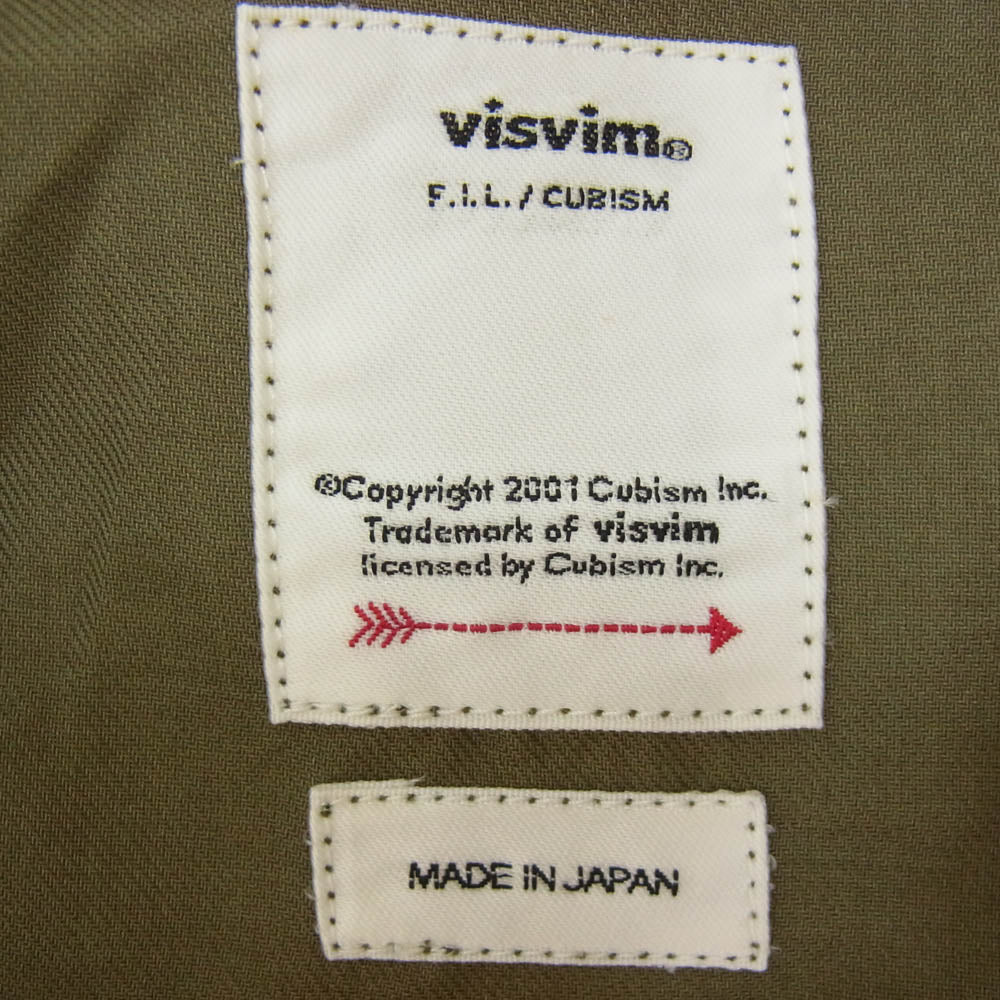 visvim®
F.I.L. / CUBISM
©Copyright 2001 Cubism Inc.
Trademark of visvim
licensed by Cubism Inc.
MADE IN JAPAN